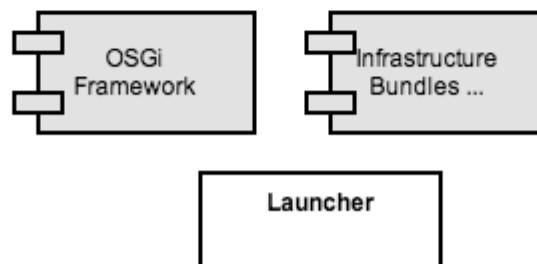 OSGi
Framework
Infrastructure
Bundles ...
Launcher